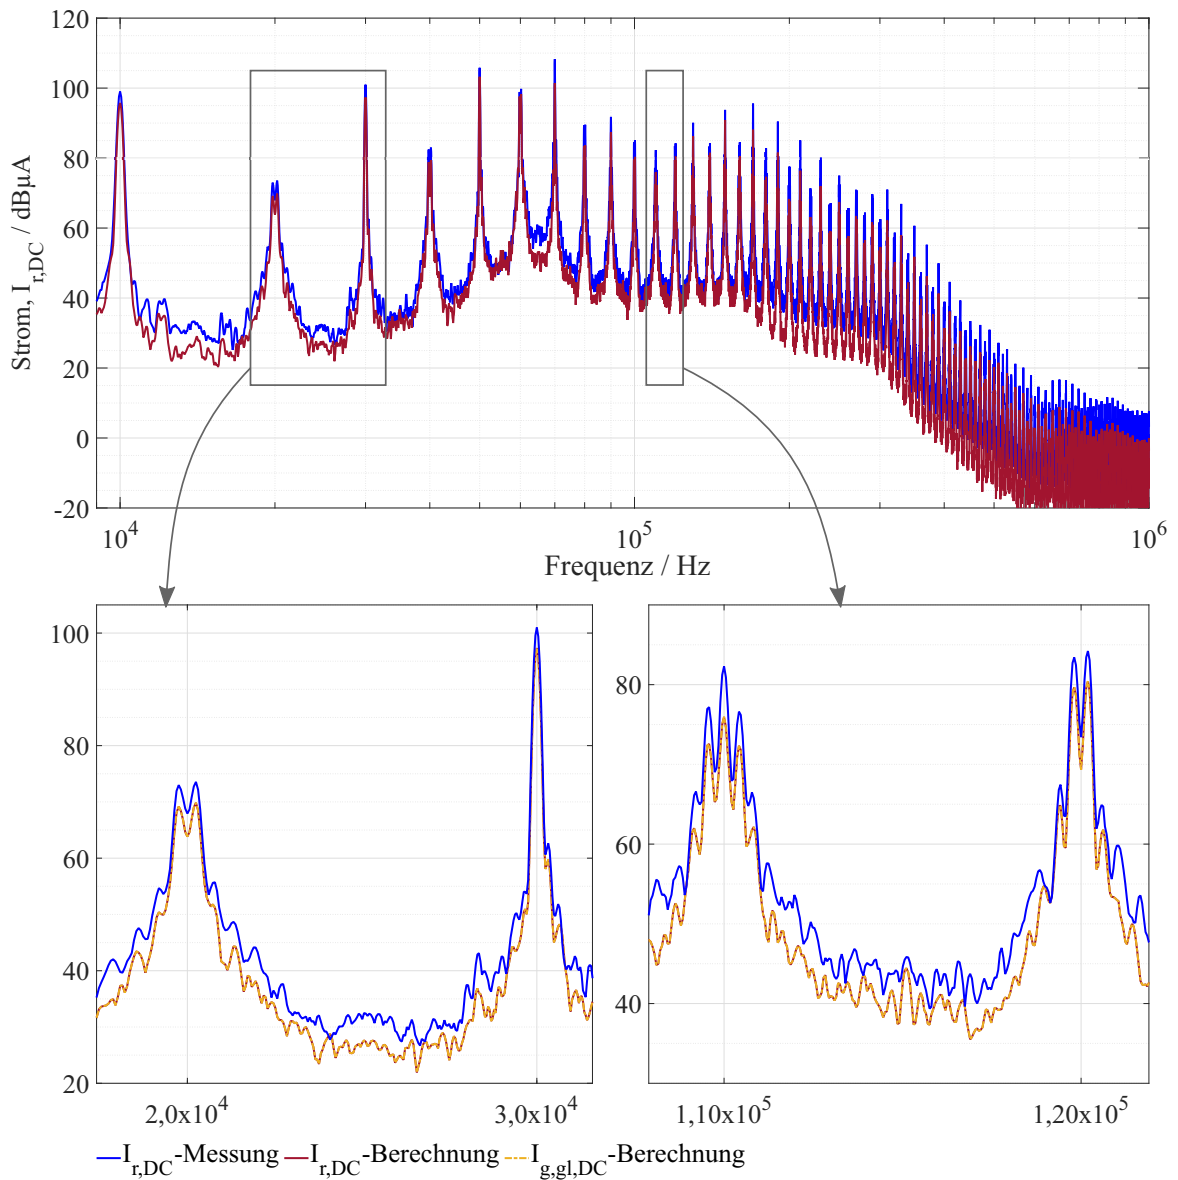 120
100
80
60
40
20
0
-20
Strom, I_r,DC / dBµA
10^4
10^5
10^6
Frequenz / Hz
100
80
60
40
20
2,0x10^4
3,0x10^4
80
60
40
1,10x10^5
1,20x10^5
I_r,DC-Messung I_r,DC-Berechnung I_g,gl,DC-Berechnung